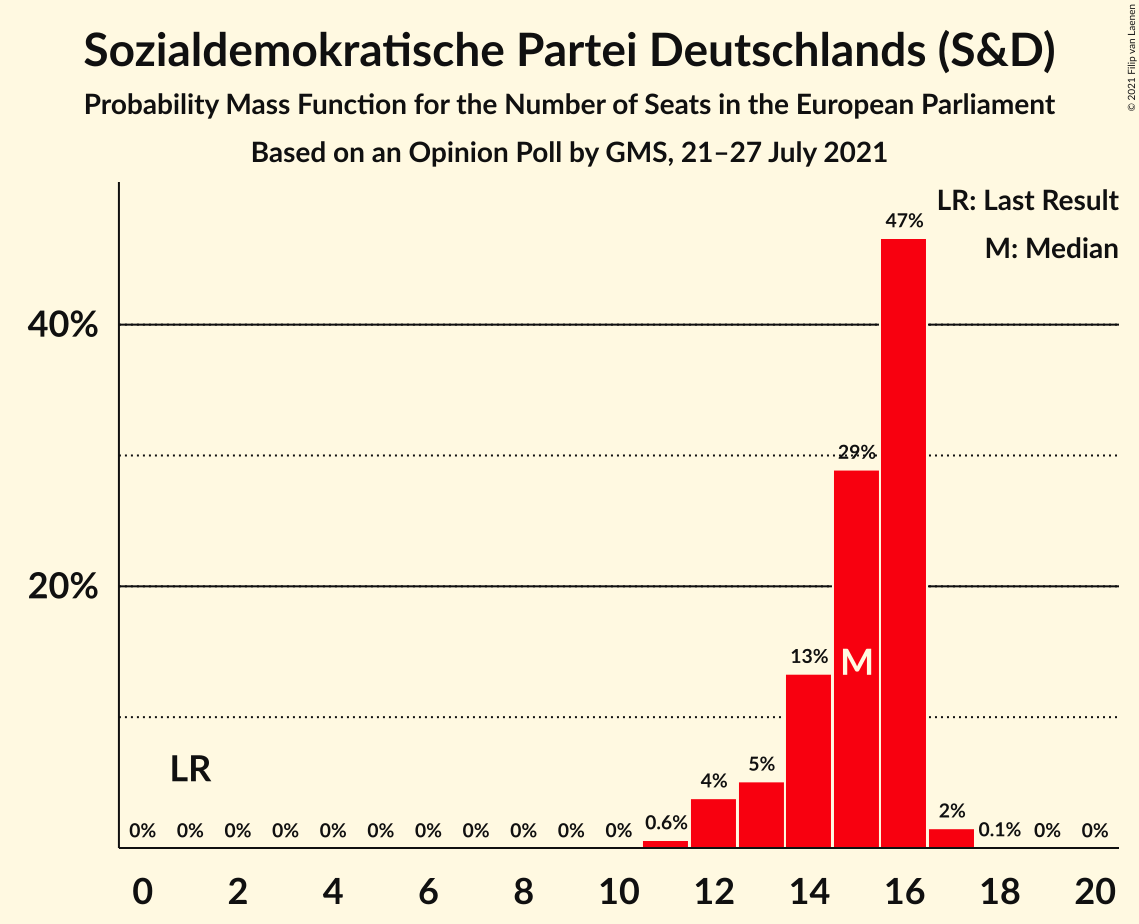 Sozialdemokratische Partei Deutschlands (S&D)
Probability Mass Function for the Number of Seats in the European Parliament
Based on an Opinion Poll by GMS, 21–27 July 2021
© 2021 Filip van Laenen
LR: Last Result
M: Median
47%
40%
29%
20%
13%
M
LR
5%
4%
2%
0% 0% 0% 0% 0% 0% 0% 0% 0% 0% 0% 0.6% 0.1% 0% 0%
0 2 4 6 8 10 12 14 16 18 20